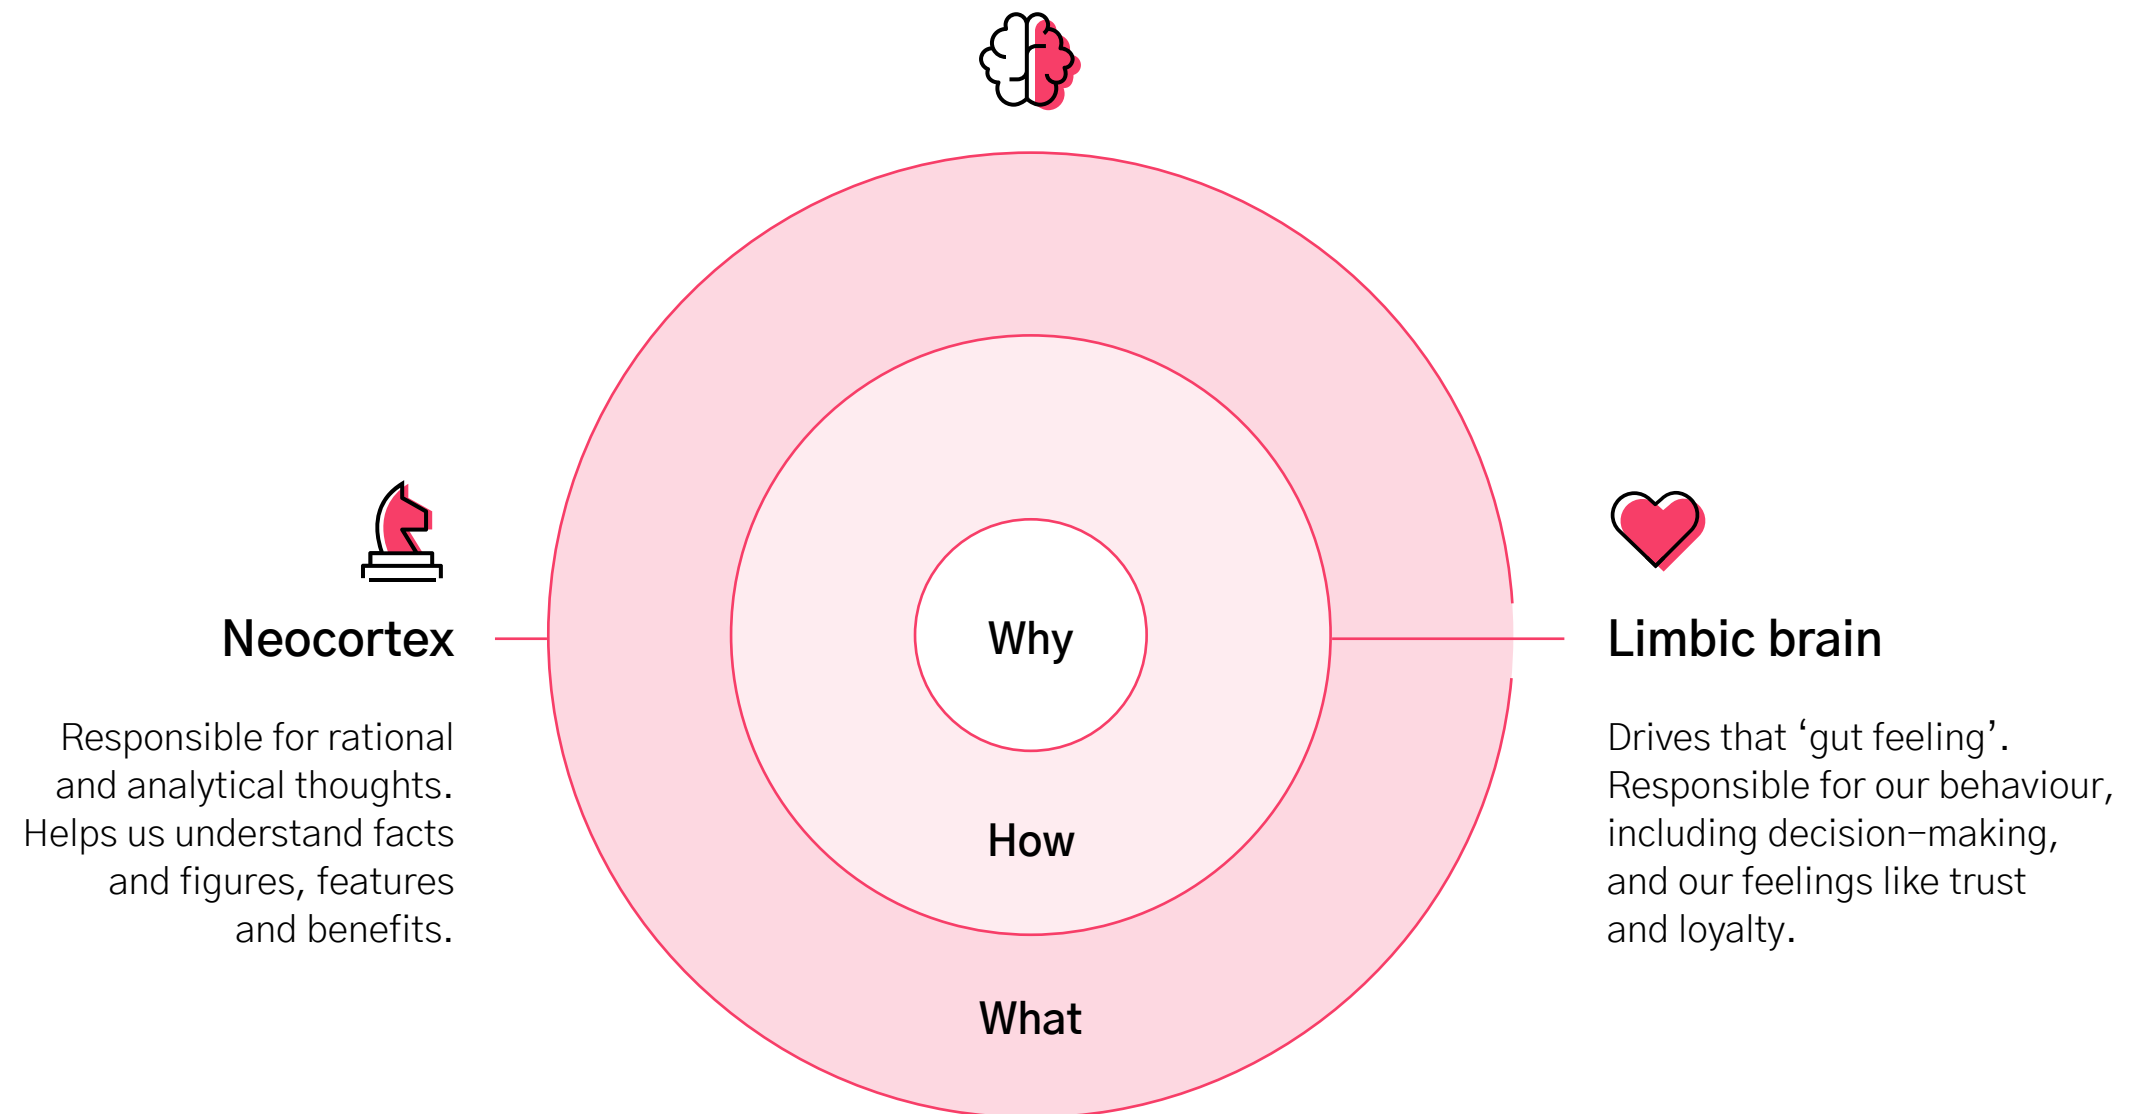 Neocortex
Responsible for rational
and analytical thoughts.
Helps us understand facts
and figures, features
and benefits.
Why
How
What
Limbic brain
Drives that ‘gut feeling’.
Responsible for our behaviour,
including decision-making,
and our feelings like trust
and loyalty.